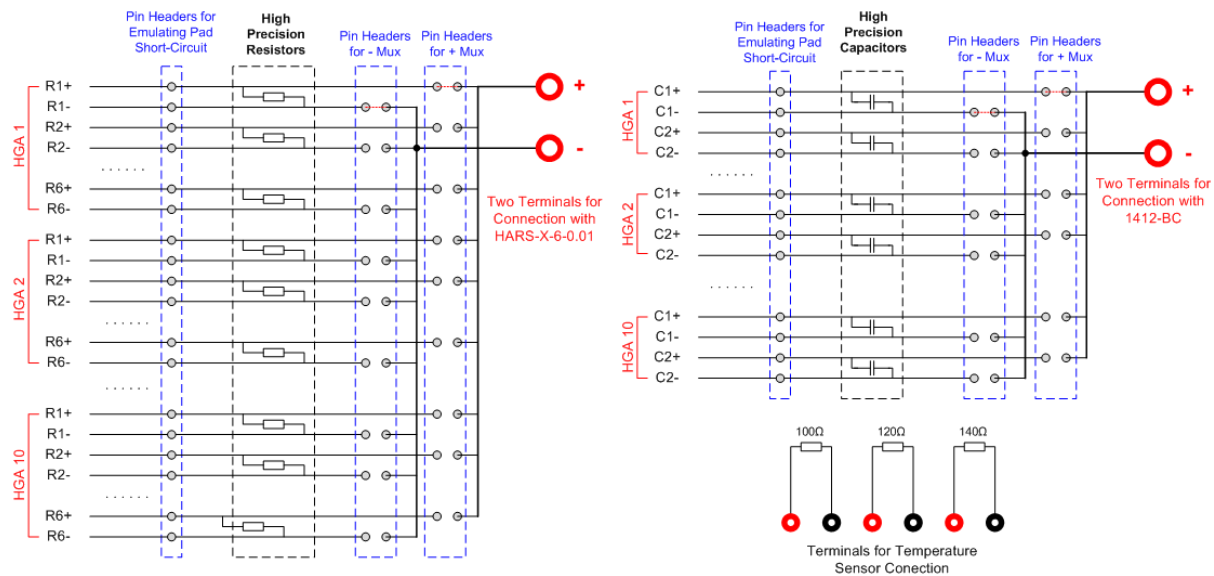 Pin Headers for
Emulating Pad
Short-Circuit
High
Precision
Resistors
Pin Headers
for - Mux
Pin Headers
for + Mux
HGA 1
R1+
R1-
R2+
R2-
......
R6+
R6-
HGA 2
R1+
R1-
R2+
R2-
......
R6+
R6-
......
HGA 10
R1+
R1-
R2+
R2-
......
R6+
R6-
+
-
Two Terminals for
Connection with
HARS-X-6-0.01
Pin Headers for
Emulating Pad
Short-Circuit
High
Precision
Capacitors
Pin Headers
for - Mux
Pin Headers
for + Mux
HGA 1
C1+
C1-
C2+
C2-
......
HGA 2
C1+
C1-
C2+
C2-
......
HGA 10
C1+
C1-
C2+
C2-
+
-
Two Terminals for
Connection with
1412-BC
100Ω 120Ω 140Ω
Terminals for Temperature
Sensor Conection